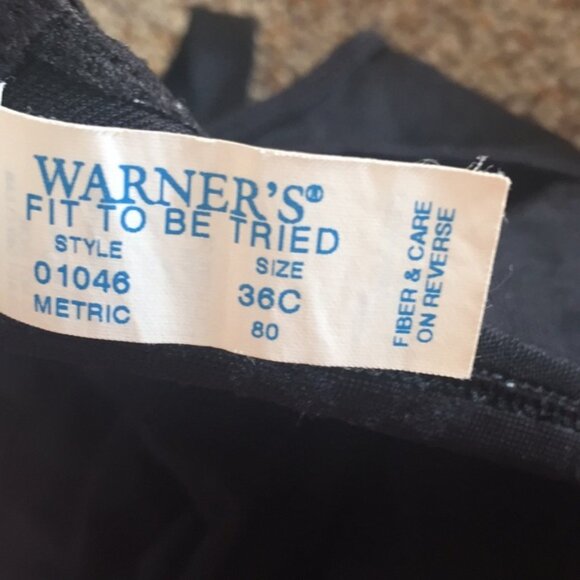 WARNER'S®
FIT TO BE TRIED
STYLE SIZE
01046 36C
METRIC 80
FIBER & CARE
ON REVERSE